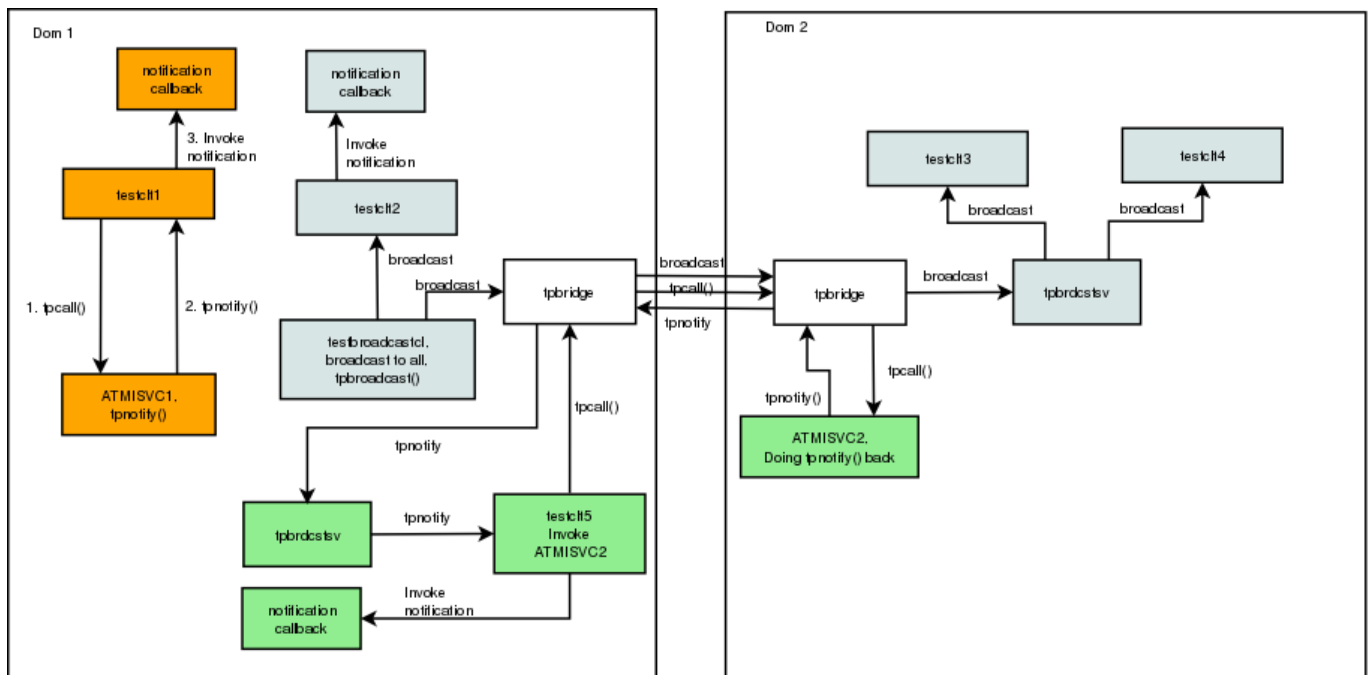 Dom 1
notification
callback
3. Invoke
notification
testclt1
1. tpcall()
2. tpnotify()
ATMISVC1,
tpnotify()
notification
callback
Invoke
notification
testclt2
broadcast
broadcast
testbroadcastcl,
broadcast to all,
tpbroadcast()
tpbridge
tpcall()
tpnotify
tpbrdcstsv
tpnotify
testclt5
Invoke
ATMISVC2
Invoke
notification
notification
callback
broadcast
tpcall()
tpnotify
Dom 2
testclt3
testclt4
broadcast
broadcast
tpbridge
broadcast
tpbrdcstsv
tpnotify()
tpcall()
ATMISVC2,
Doing tpnotify() back